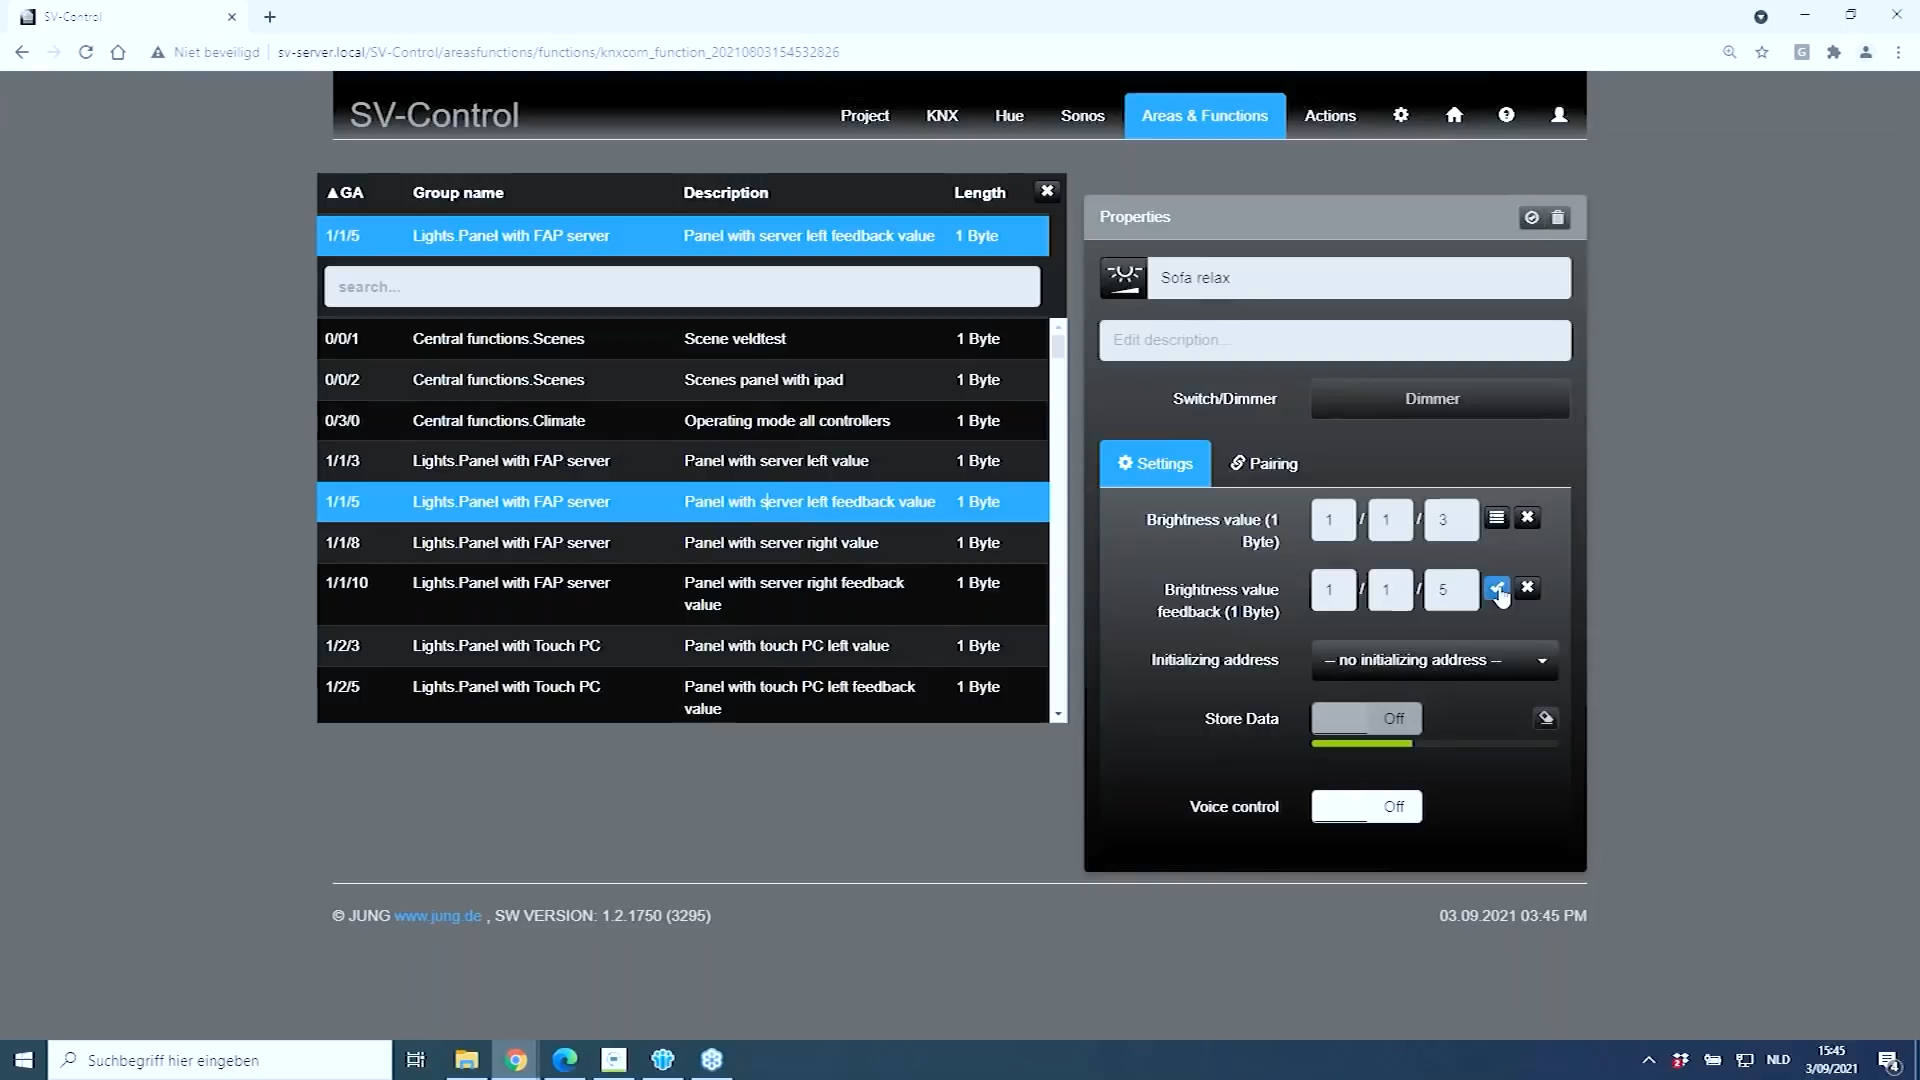 SV-Control
Niet beveiligd | sv-server.local/SV-Control/areasfunctions/functions/knxcom_function_20210803154532826
SV-Control
Project KNX Hue Sonos Areas & Functions Actions
▲GA Group name Description Length
1/1/5 Lights.Panel with FAP server Panel with server left feedback value 1 Byte
search...
0/0/1 Central functions.Scenes Scene veldtest 1 Byte
0/0/2 Central functions.Scenes Scenes panel with ipad 1 Byte
0/3/0 Central functions.Climate Operating mode all controllers 1 Byte
1/1/3 Lights.Panel with FAP server Panel with server left value 1 Byte
1/1/5 Lights.Panel with FAP server Panel with server left feedback value 1 Byte
1/1/8 Lights.Panel with FAP server Panel with server right value 1 Byte
1/1/10 Lights.Panel with FAP server Panel with server right feedback 1 Byte
value
1/2/3 Lights.Panel with Touch PC Panel with touch PC left value 1 Byte
1/2/5 Lights.Panel with Touch PC Panel with touch PC left feedback 1 Byte
value
Properties
Sofa relax
Edit description...
Switch/Dimmer Dimmer
Settings Pairing
Brightness value (1 1 / 1 / 3
Byte)
Brightness value 1 / 1 / 5
feedback (1 Byte)
Initializing address -- no initializing address --
Store Data Off
Voice control Off
© JUNG www.jung.de , SW VERSION: 1.2.1750 (3295) 03.09.2021 03:45 PM
Suchbegriff hier eingeben
NLD 15:45
3/09/2021
4